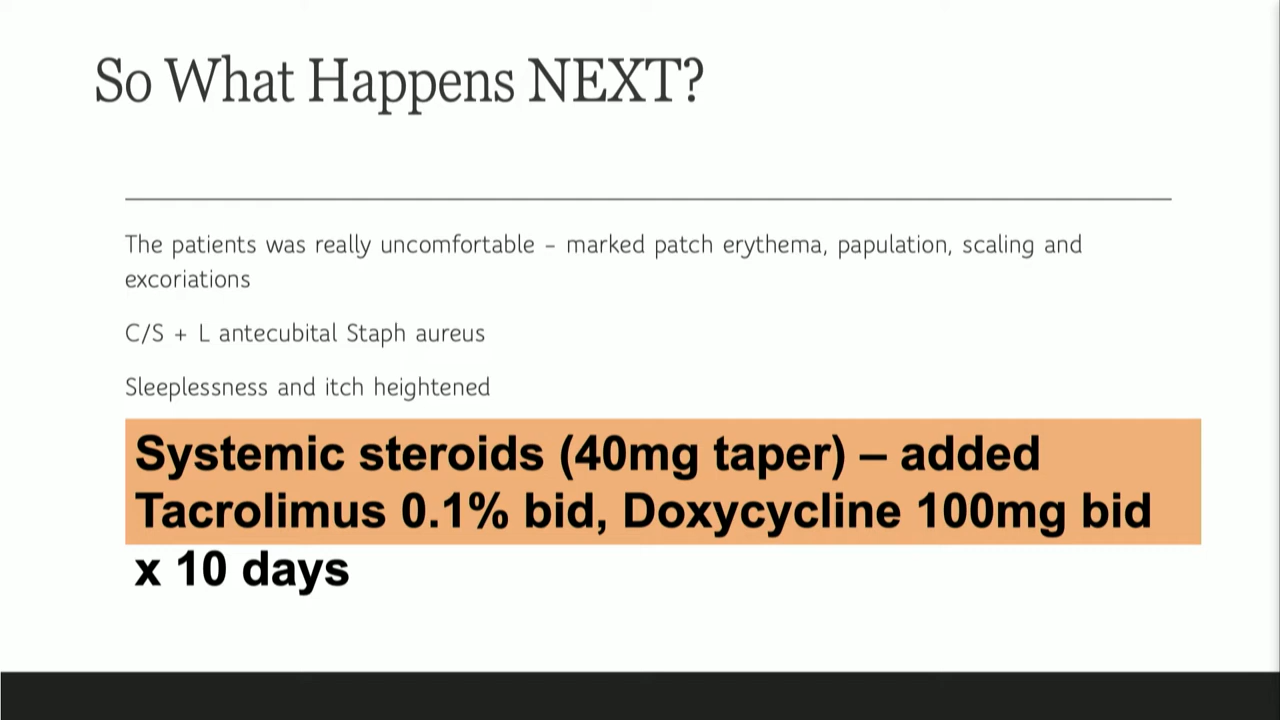 So What Happens NEXT?
The patients was really uncomfortable – marked patch erythema, papulation, scaling and
excoriations
C/S + L antecubital Staph aureus
Sleeplessness and itch heightened
Systemic steroids (40mg taper) – added
Tacrolimus 0.1% bid, Doxycycline 100mg bid
x 10 days